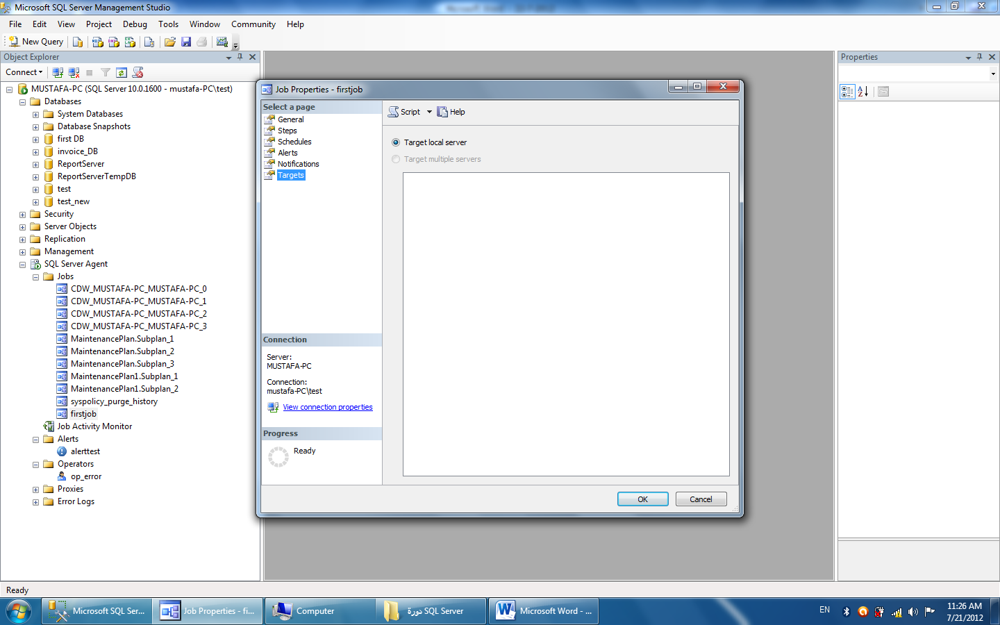 Microsoft SQL Server Management Studio
File Edit View Project Debug Tools Window Community Help
New Query
Object Explorer
Connect
MUSTAFA-PC (SQL Server 10.0.1600 - mustafa-PC\test)
Databases
System Databases
Database Snapshots
first DB
invoice_DB
ReportServer
ReportServerTempDB
test
test_new
Security
Server Objects
Replication
Management
SQL Server Agent
Jobs
CDW_MUSTAFA-PC_MUSTAFA-PC_0
CDW_MUSTAFA-PC_MUSTAFA-PC_1
CDW_MUSTAFA-PC_MUSTAFA-PC_2
CDW_MUSTAFA-PC_MUSTAFA-PC_3
MaintenancePlan.Subplan_1
MaintenancePlan.Subplan_2
MaintenancePlan.Subplan_3
MaintenancePlan1.Subplan_1
MaintenancePlan1.Subplan_2
syspolicy_purge_history
firstjob
Job Activity Monitor
Alerts
alerttest
Operators
op_error
Proxies
Error Logs
Job Properties - firstjob
Select a page
General
Steps
Schedules
Alerts
Notifications
Targets
Connection
Server:
MUSTAFA-PC
Connection:
mustafa-PC\test
View connection properties
Progress
Ready
Script Help
Target local server
Target multiple servers
OK Cancel
Properties
Ready
Microsoft SQL Ser...
Job Properties - fi...
Computer
دورة SQL Server
Microsoft Word - ...
EN
11:26 AM
7/21/2012